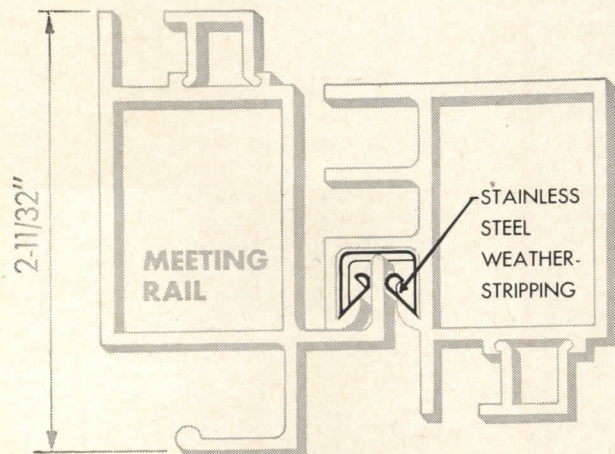 2-11/32"
MEETING
RAIL
STAINLESS
STEEL
WEATHER-
STRIPPING